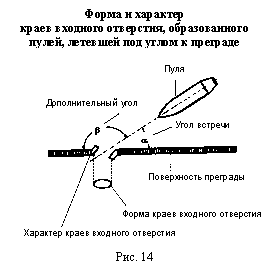 Форма и характер
краев входного отверстия, образованного
пулей, летевшей под углом к преграде
Пуля
Дополнительный угол
Угол встречи
β
α
Поверхность преграды
Форма краев входного отверстия
Характер краев входного отверстия
Рис. 14